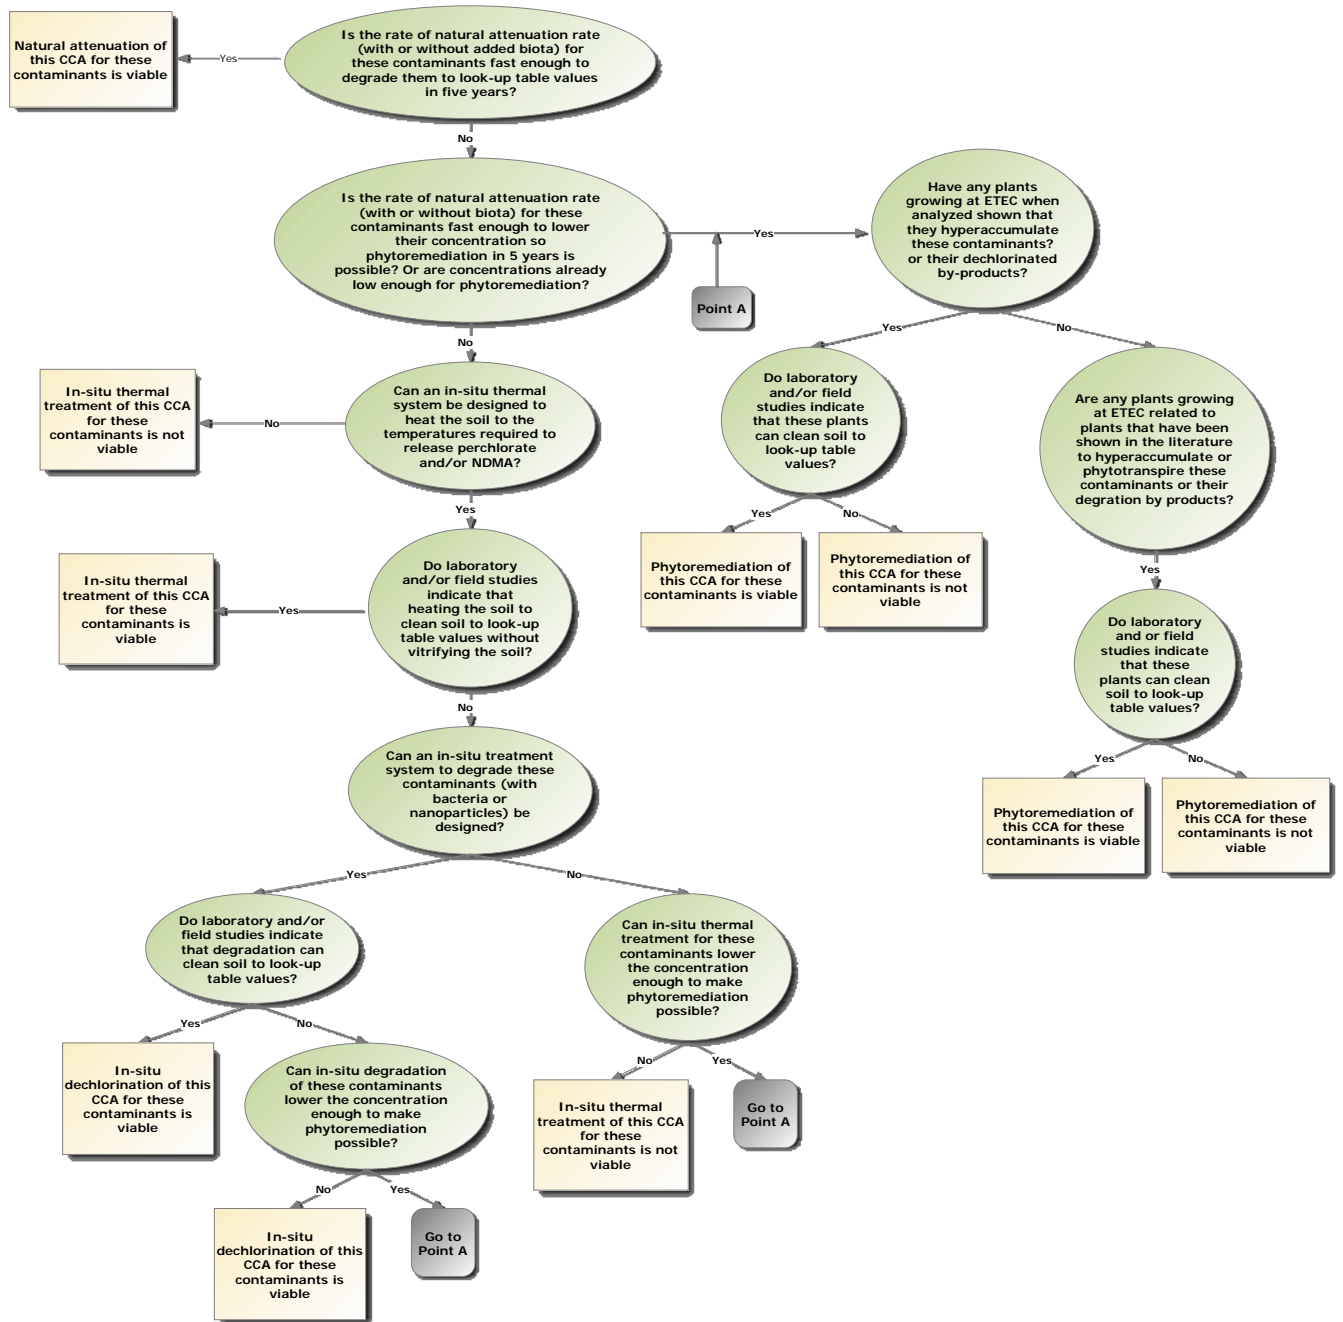 Natural attenuation of
this CCA for these
contaminants is viable
Yes
Is the rate of natural attenuation rate
(with or without added biota) for
these contaminants fast enough to
degrade them to look-up table values
in five years?
No
Is the rate of natural attenuation rate
(with or without biota) for these
contaminants fast enough to lower
their concentration so
phytoremediation in 5 years is
possible? Or are concentrations already
low enough for phytoremediation?
Yes
Point A
Have any plants
growing at ETEC when
analyzed shown that
they hyperaccumulate
these contaminants?
or their dechlorinated
by-products?
No
Yes
No
In-situ thermal
treatment of this CCA
for these
contaminants is not
viable
No
Can an in-situ thermal
system be designed to
heat the soil to the
temperatures required to
release perchlorate
and/or NDMA?
Do laboratory
and/or field
studies indicate
that these plants
can clean soil to
look-up table
values?
Are any plants growing
at ETEC related to
plants that have been
shown in the literature
to hyperaccumulate or
phytotranspire these
contaminants or their
degration by products?
Yes
Yes
No
In-situ thermal
treatment of this CCA
for these
contaminants is
viable
Yes
Do laboratory
and/or field studies
indicate that
heating the soil to
clean soil to look-up
table values without
vitrifying the soil?
Phytoremediation of
this CCA for these
contaminants is viable
Phytoremediation of
this CCA for these
contaminants is not
viable
Yes
Do laboratory
and or field
studies indicate
that these
plants can clean
soil to look-up
table values?
No
Can an in-situ treatment
system to degrade these
contaminants (with
bacteria or
nanoparticles) be
designed?
Yes
No
Phytoremediation of
this CCA for these
contaminants is viable
Phytoremediation of
this CCA for these
contaminants is not
viable
Yes
No
Do laboratory and/or
field studies indicate
that degradation can
clean soil to look-up
table values?
Can in-situ thermal
treatment for these
contaminants lower
the concentration
enough to make
phytoremediation
possible?
Yes
No
No
Yes
In-situ
dechlorination of this
CCA for these
contaminants is
viable
Can in-situ degradation
of these contaminants
lower the concentration
enough to make
phytoremediation
possible?
In-situ thermal
treatment of this CCA
for these
contaminants is not
viable
Go to
Point A
No
Yes
In-situ
dechlorination of this
CCA for these
contaminants is
viable
Go to
Point A